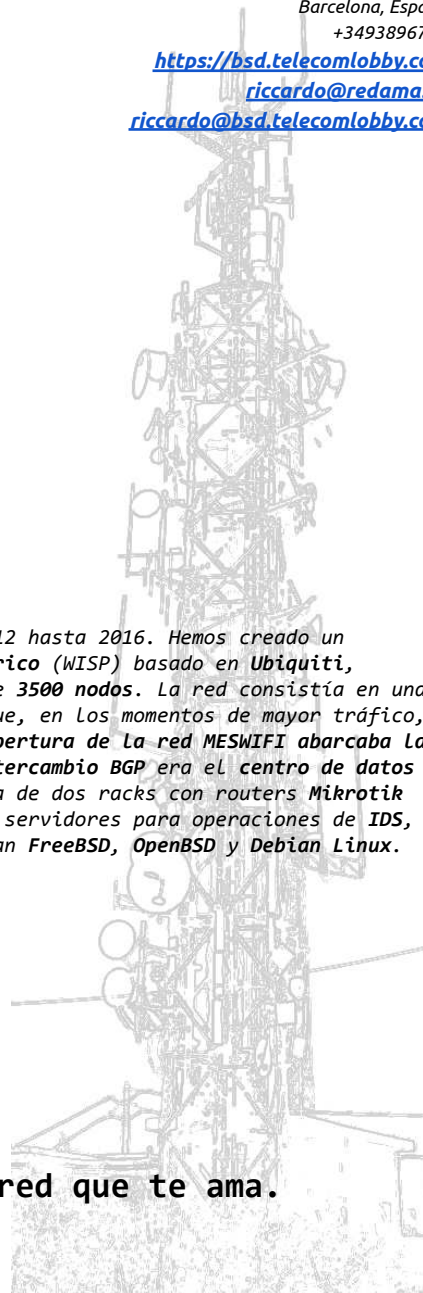 Barcelona, Espa
+34938967
https://bsd.telecomlobby.co
riccardo@redama
riccardo@bsd.telecomlobby.co
12 hasta 2016. Hemos creado un
rico (WISP) basado en Ubiquiti,
e 3500 nodos. La red consistía en una
ue, en los momentos de mayor tráfico,
bertura de la red MESWIFI abarcaba la
tercambio BGP era el centro de datos
a de dos racks con routers Mikrotik
servidores para operaciones de IDS,
an FreeBSD, OpenBSD y Debian Linux.
red que te ama.